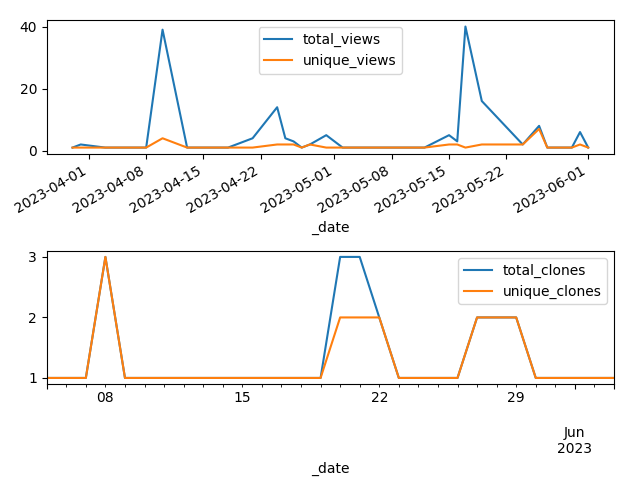 40
total_views
unique_views
20
0
2023-04-01
2023-04-08
2023-04-15
2023-04-22
2023-05-01
2023-05-08
2023-05-15
2023-05-22
2023-06-01
_date
3
total_clones
unique_clones
2
1
08
15
22
29
Jun
2023
_date